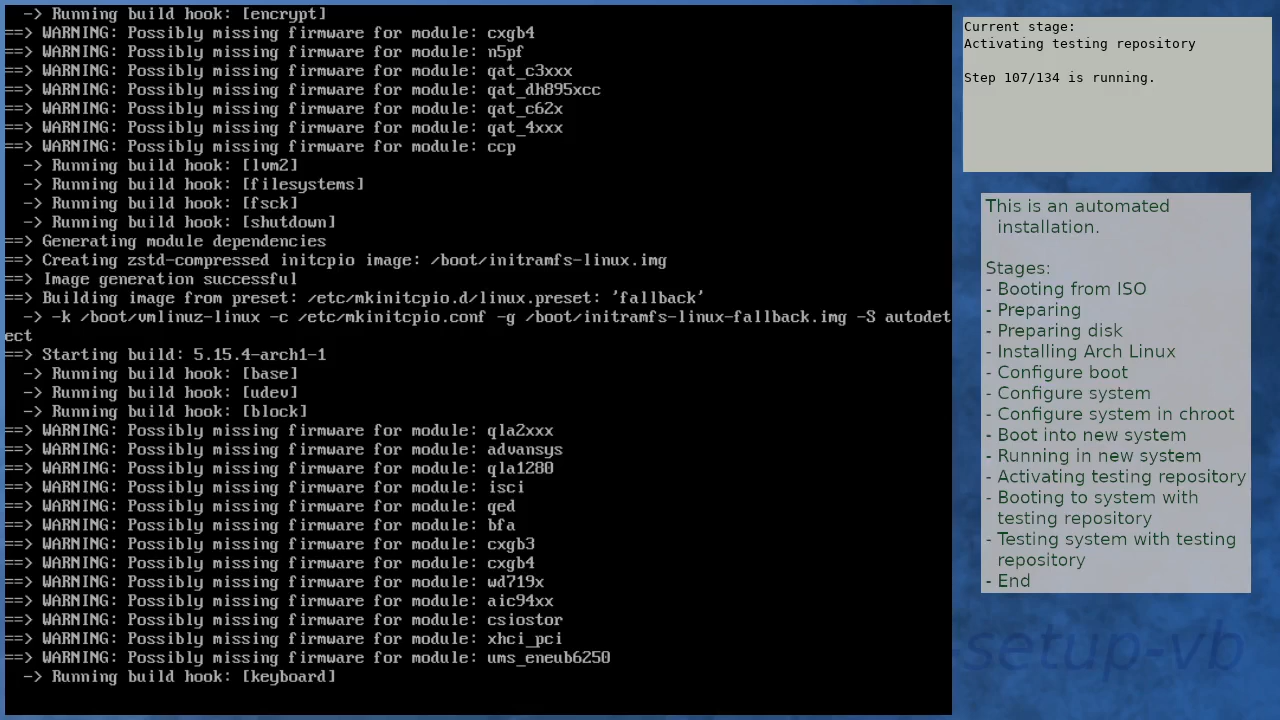 -> Running build hook: [encrypt]
==> WARNING: Possibly missing firmware for module: cxgb4
==> WARNING: Possibly missing firmware for module: n5pf
==> WARNING: Possibly missing firmware for module: qat_c3xxx
==> WARNING: Possibly missing firmware for module: qat_dh895xcc
==> WARNING: Possibly missing firmware for module: qat_c62x
==> WARNING: Possibly missing firmware for module: qat_4xxx
==> WARNING: Possibly missing firmware for module: ccp
-> Running build hook: [lvm2]
-> Running build hook: [filesystems]
-> Running build hook: [fsck]
-> Running build hook: [shutdown]
==> Generating module dependencies
==> Creating zstd-compressed initcpio image: /boot/initramfs-linux.img
==> Image generation successful
==> Building image from preset: /etc/mkinitcpio.d/linux.preset: 'fallback'
-> -k /boot/vmlinuz-linux -c /etc/mkinitcpio.conf -g /boot/initramfs-linux-fallback.img -S autodet
ect
==> Starting build: 5.15.4-arch1-1
-> Running build hook: [base]
-> Running build hook: [udev]
-> Running build hook: [block]
==> WARNING: Possibly missing firmware for module: qla2xxx
==> WARNING: Possibly missing firmware for module: advansys
==> WARNING: Possibly missing firmware for module: qla1280
==> WARNING: Possibly missing firmware for module: isci
==> WARNING: Possibly missing firmware for module: qed
==> WARNING: Possibly missing firmware for module: bfa
==> WARNING: Possibly missing firmware for module: cxgb3
==> WARNING: Possibly missing firmware for module: cxgb4
==> WARNING: Possibly missing firmware for module: wd719x
==> WARNING: Possibly missing firmware for module: aic94xx
==> WARNING: Possibly missing firmware for module: csiostor
==> WARNING: Possibly missing firmware for module: xhci_pci
==> WARNING: Possibly missing firmware for module: ums_eneub6250
-> Running build hook: [keyboard]
Current stage:
Activating testing repository
Step 107/134 is running.
This is an automated
installation.
Stages:
- Booting from ISO
- Preparing
- Preparing disk
- Installing Arch Linux
- Configure boot
- Configure system
- Configure system in chroot
- Boot into new system
- Running in new system
- Activating testing repository
- Booting to system with
testing repository
- Testing system with testing
repository
- End
-setup-vb